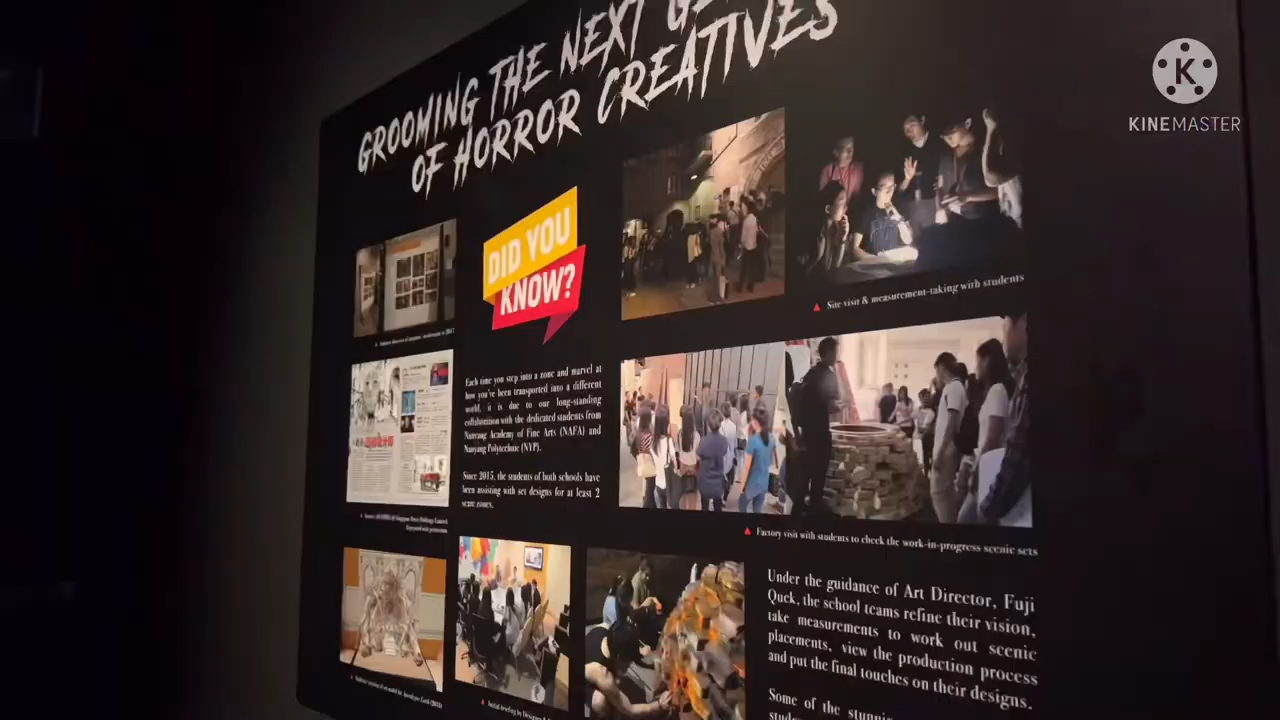 GROOMING THE NEXT
OF HORROR CREATIVES
K
KINEMASTER
DID YOU
KNOW?
Site visit & measurement-taking with students
Each time you step into a zone and marvel at
how you've been transported into a different
world, it is due to our long-standing
collaboration with the dedicated students from
Nanyang Academy of Fine Arts (NAFA) and
Nanyang Polytechnic (NYP).
Since 2015, the students of both schools have
been assisting with set designs for at least 2
scare zones.
Factory visit with students to check the work-in-progress scenic sets
Under the guidance of Art Director, Fuji
Quek, the school teams refine their vision,
take measurements to work out scenic
placements, view the production process
and put the final touches on their designs.
Some of the
Initial briefing by